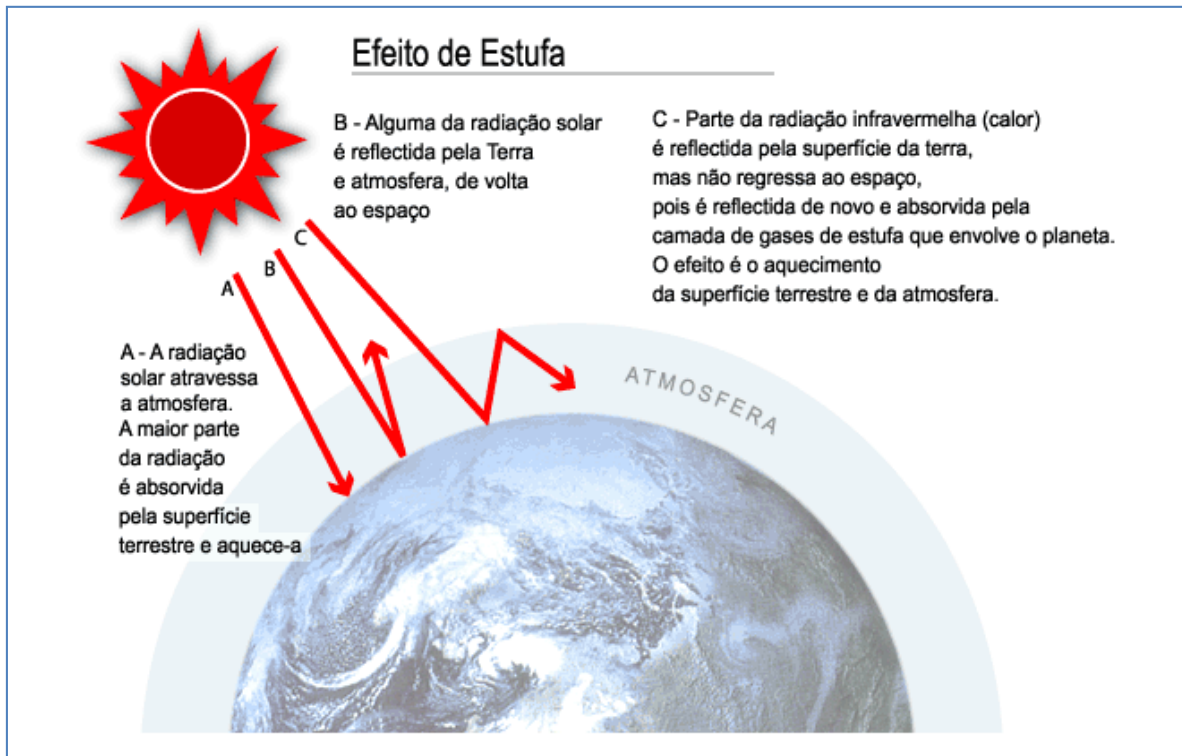 Efeito de Estufa
B - Alguma da radiação solar
é reflectida pela Terra
e atmosfera, de volta
ao espaço
C - Parte da radiação infravermelha (calor)
é reflectida pela superfície da terra,
mas não regressa ao espaço,
pois é reflectida de novo e absorvida pela
camada de gases de estufa que envolve o planeta.
O efeito é o aquecimento
da superfície terrestre e da atmosfera.
C
B
A
A - A radiação
solar atravessa
a atmosfera.
A maior parte
da radiação
é absorvida
pela superfície
terrestre e aquece-a
ATMOSFERA